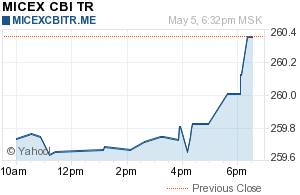 MICEX CBI TR
MICEXCBITR.ME May 5, 6:32pm MSK
260.4
260.2
260.0
259.8
259.6
© Yahoo!
10am 12pm 2pm 4pm 6pm
Previous Close